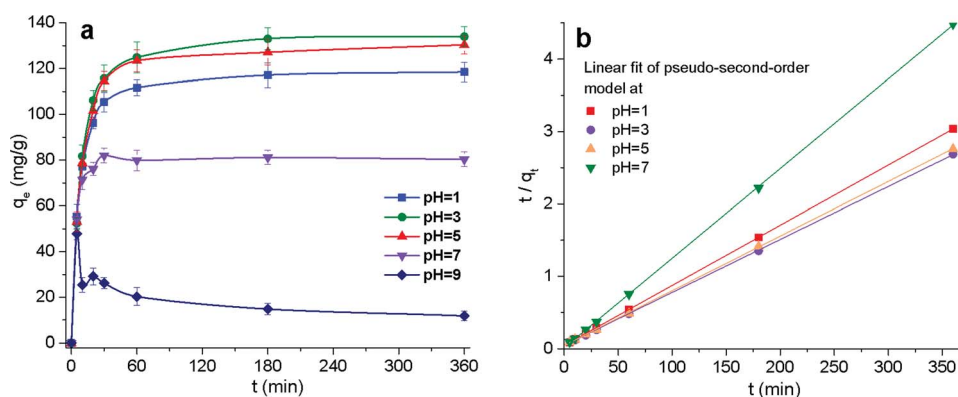 a
140
120
100
80
60
40
20
0
qe (mg/g)
0 60 120 180 240 300 360
t (min)
pH=1
pH=3
pH=5
pH=7
pH=9
b
Linear fit of pseudo-second-order
model at
pH=1
pH=3
pH=5
pH=7
4
2
0
t / qt
0 50 100 150 200 250 300 350
t (min)